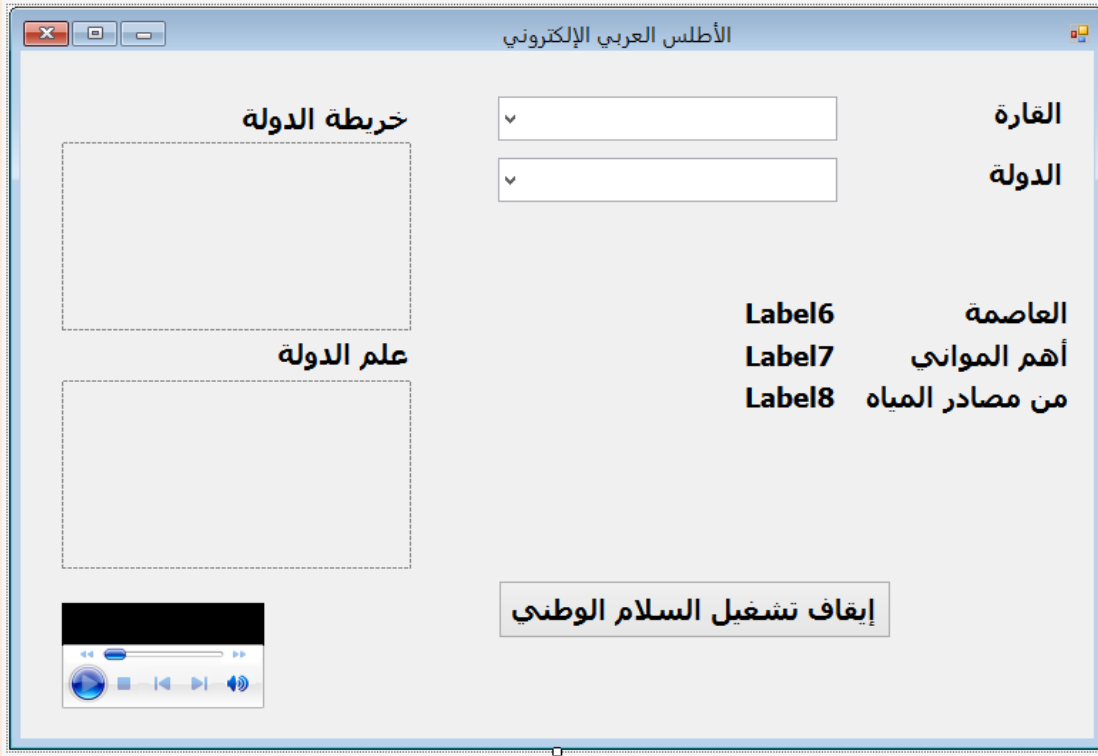 الأطلس العربي الإلكتروني
القارة
الدولة
العاصمة Label6
أهم المواني Label7
من مصادر المياه Label8
خريطة الدولة
علم الدولة
إيقاف تشغيل السلام الوطني